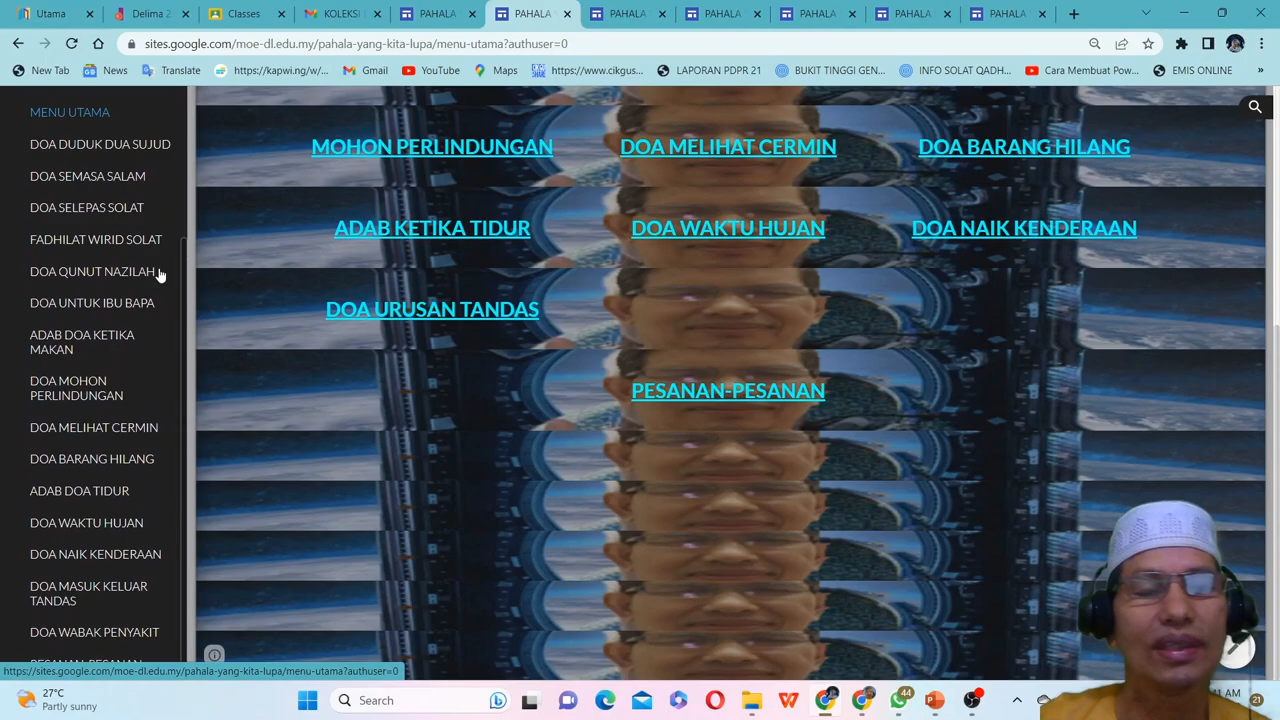 Utama
Delima 2
Classes
KOLEKSI
PAHALA
PAHALA
PAHALA
PAHALA
PAHALA
PAHALA
PAHALA
sites.google.com/moe-dl.edu.my/pahala-yang-kita-lupa/menu-utama?authuser=0
New Tab
News
Translate
https://kapwi.ng/w/...
Gmail
YouTube
Maps
https://www.cikgus...
LAPORAN PDPR 21
BUKIT TINGGI GEN...
INFO SOLAT QADH...
Cara Membuat Pow...
EMIS ONLINE
»
MENU UTAMA
DOA DUDUK DUA SUJUD
DOA SEMASA SALAM
DOA SELEPAS SOLAT
FADHILAT WIRID SOLAT
DOA QUNUT NAZILAH
DOA UNTUK IBU BAPA
ADAB DOA KETIKA
MAKAN
DOA MOHON
PERLINDUNGAN
DOA MELIHAT CERMIN
DOA BARANG HILANG
ADAB DOA TIDUR
DOA WAKTU HUJAN
DOA NAIK KENDERAAN
DOA MASUK KELUAR
TANDAS
DOA WABAK PENYAKIT
MOHON PERLINDUNGAN
DOA MELIHAT CERMIN
DOA BARANG HILANG
ADAB KETIKA TIDUR
DOA WAKTU HUJAN
DOA NAIK KENDERAAN
DOA URUSAN TANDAS
PESANAN-PESANAN
https://sites.google.com/moe-dl.edu.my/pahala-yang-kita-lupa/menu-utama?authuser=0
27°C
Partly sunny
Search
44
AM
21